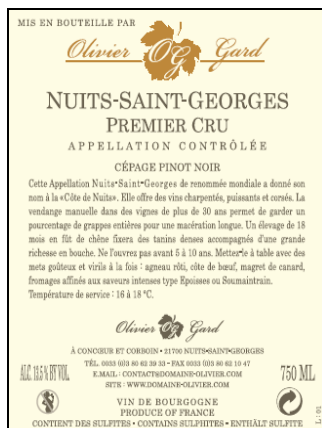 MIS EN BOUTEILLE PAR
Olivier OG Gard
NUITS-SAINT-GEORGES
PREMIER CRU
APPELLATION CONTRÔLÉE
CÉPAGE PINOT NOIR
Cette Appellation Nuits-Saint-Georges de renommée mondiale a donné son
nom à la «Côte de Nuits». Elle offre des vins charpentés, puissants et corsés. La
vendange manuelle dans des vignes de plus de 30 ans permet de garder un
pourcentage de grappes entières pour une macération longue. Un élevage de 18
mois en fût de chêne fixera des tanins denses accompagnés d'une grande
richesse en bouche. Ne l'ouvrez pas avant 5 à 10 ans. Mettez-le à table avec des
mets goûteux et virils à la fois : agneau rôti, côte de bœuf, magret de canard,
fromages affinés aux saveurs intenses type Epoisses ou Soumaintrain.
Température de service : 16 à 18 °C.
Olivier OG Gard
À CONCŒUR ET CORBOIN • 21700 NUITS-SAINT-GEORGES
TÉL. 0033 (0)3 80 62 39 33 • FAX 0033 (0)3 80 62 10 47
E.MAIL : CONTACT@DOMAINE-OLIVIER.COM
SITE : WWW.DOMAINE-OLIVIER.COM
ALC. 13.5 % BY VOL.
750 ML
VIN DE BOURGOGNE
PRODUCE OF FRANCE
CONTIENT DES SULFITES • CONTAINS SULPHITES • ENTHÄLT SULFITE